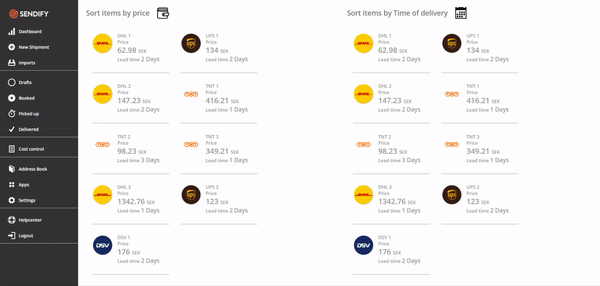 SENDIFY
Dashboard
New Shipment
Imports
Drafts
Booked
Picked up
Delivered
Cost control
Address Book
Apps
Settings
Helpcenter
Logout
Sort items by price
DHL 1
Price
62.98 SEK
Lead time 2 Days
UPS 1
Price
134 SEK
Lead time 2 Days
DHL 2
Price
147.23 SEK
Lead time 2 Days
TNT 1
Price
416.21 SEK
Lead time 1 Days
TNT 2
Price
98.23 SEK
Lead time 3 Days
TNT 3
Price
349.21 SEK
Lead time 1 Days
DHL 3
Price
1342.76 SEK
Lead time 1 Days
UPS 2
Price
123 SEK
Lead time 2 Days
DSV
DSV 1
Price
176 SEK
Lead time 2 Days
Sort items by Time of delivery
DHL 1
Price
62.98 SEK
Lead time 2 Days
UPS 1
Price
134 SEK
Lead time 2 Days
DHL 2
Price
147.23 SEK
Lead time 2 Days
TNT 1
Price
416.21 SEK
Lead time 1 Days
TNT 2
Price
98.23 SEK
Lead time 3 Days
TNT 3
Price
349.21 SEK
Lead time 1 Days
DHL 3
Price
1342.76 SEK
Lead time 1 Days
UPS 2
Price
123 SEK
Lead time 2 Days
DSV
DSV 1
Price
176 SEK
Lead time 2 Days